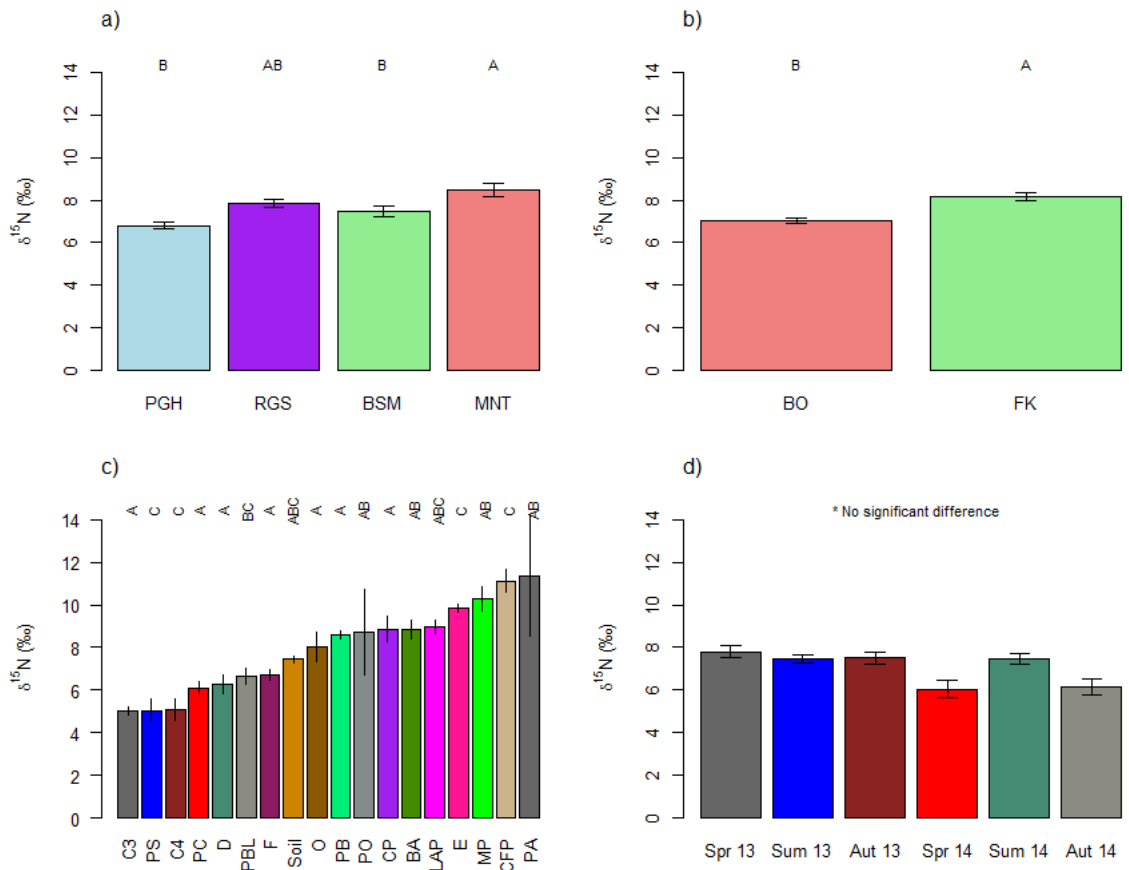 a)
B AB B A
δ15N (‰)
0 2 4 6 8 10 12 14
PGH RGS BSM MNT
b)
B A
δ15N (‰)
0 2 4 6 8 10 12 14
BO FK
c)
A C C A A BC A ABC A A AB A AB ABC C AB C AB
δ15N (‰)
0 2 4 6 8 10 12 14
C3 PS C4 PC D PBL F Soil O PB PO CP BA LAP E MP CFP PA
d)
* No significant difference
δ15N (‰)
0 2 4 6 8 10 12 14
Spr 13 Sum 13 Aut 13 Spr 14 Sum 14 Aut 14